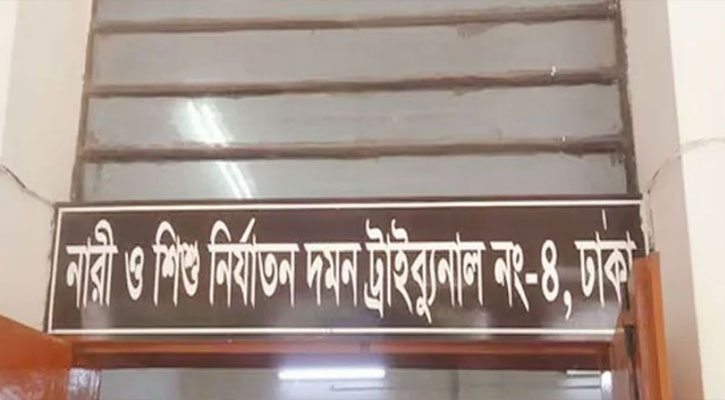 নারী ও শিশু নির্যাতন দমন ট্রাইব্যুনাল নং-৪, ঢাকা